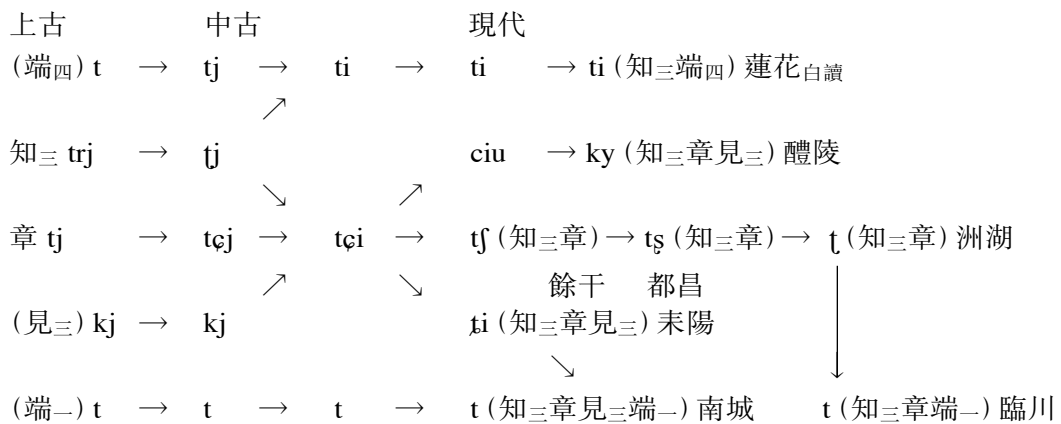 上古 中古 現代
(端四) t → tj → ti → ti → ti (知三端四) 蓮花白讀
↗
知三 trj → ʈj ciu → ky (知三章見三) 醴陵
↘ ↗
章 tj → tɕj → tɕi → tʃ (知三章) → tʂ (知三章) → ʈ (知三章) 洲湖
↗ ↘ 餘干 都昌
(見三) kj → kj ȶi (知三章見三) 耒陽
↘ ↓
(端一) t → t → t → t (知三章見三端一) 南城 t (知三章端一) 臨川